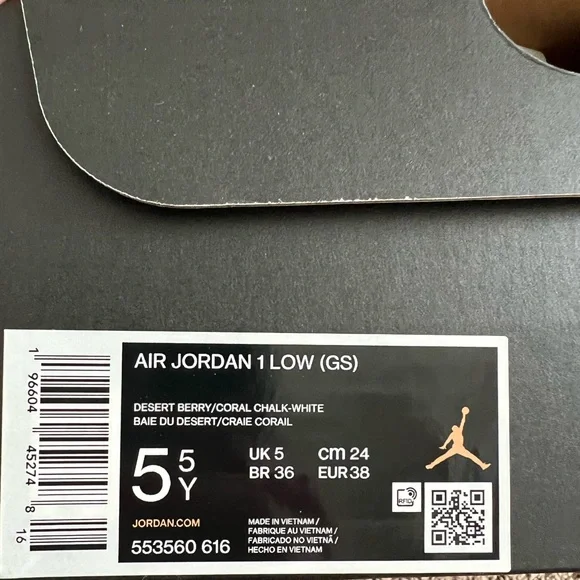 AIR JORDAN 1 LOW (GS)
DESERT BERRY/CORAL CHALK-WHITE
BAIE DU DESERT/CRAIE CORAIL
5 5 Y
UK 5 cm 24
BR 36 EUR 38
RFID
JORDAN.COM
553560 616
MADE IN VIETNAM/
FABRIQUE AU VIETNAM/
FABRICADO NO VIETNÃ/
HECHO EN VIETNAM
1 96604 45274 8 16